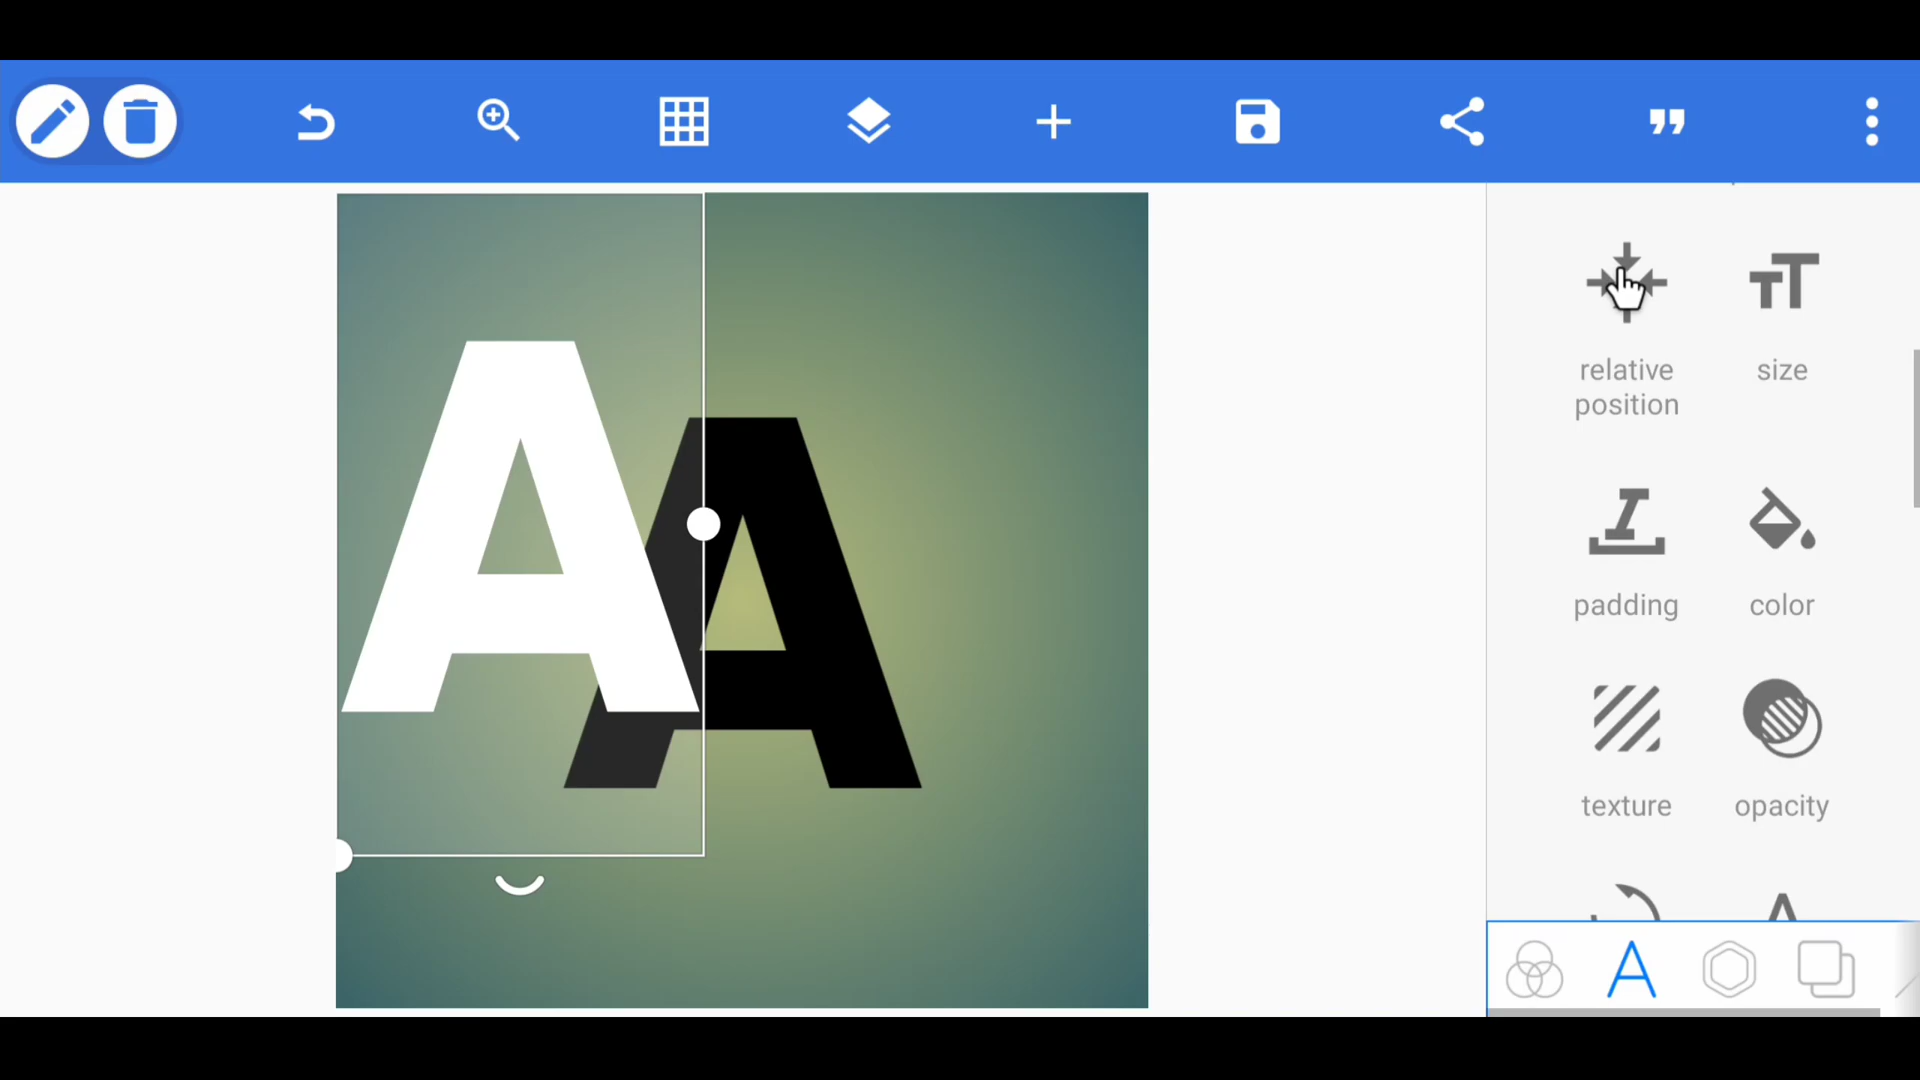 A
A
relative
position
size
padding
color
texture
opacity